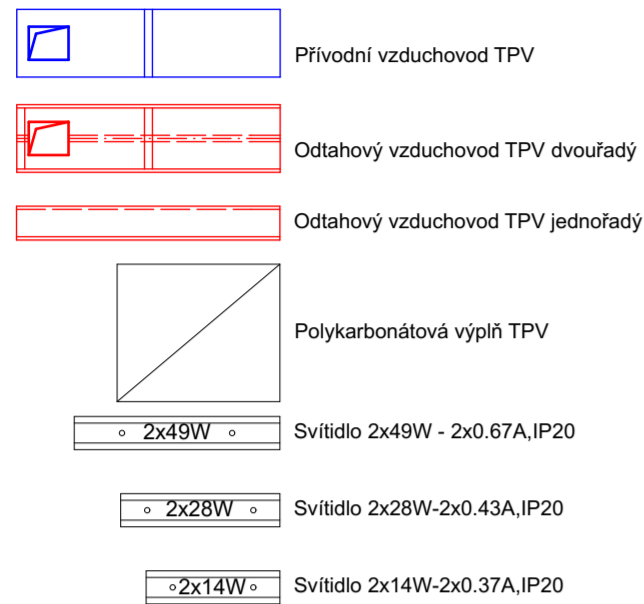 Přívodní vzduchovod TPV
Odtahový vzduchovod TPV dvouřadý
Odtahový vzduchovod TPV jednořadý
Polykarbonátová výplň TPV
2x49W Svítidlo 2x49W - 2x0.67A,IP20
2x28W Svítidlo 2x28W-2x0.43A,IP20
2x14W Svítidlo 2x14W-2x0.37A,IP20